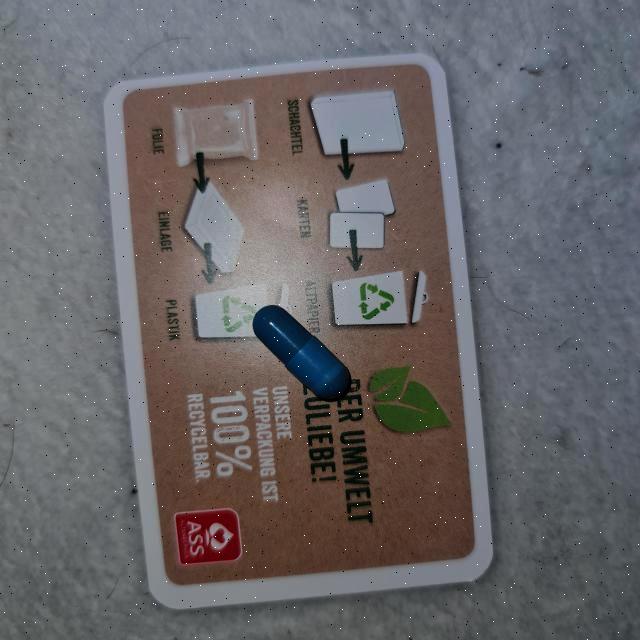 DER UMWELT
ZULIEBE!
UNSERE
VERPACKUNG IST
100%
RECYCELBAR
SCHACHTEL
KARTEN
ALTPAPIER
FOLIE
EINLAGE
PLASTIK
ASS